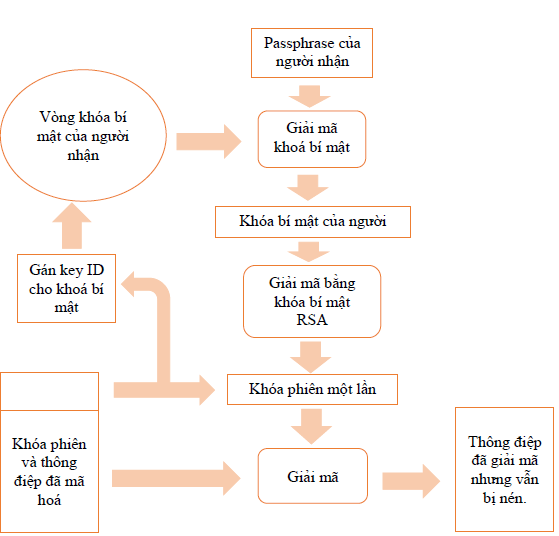 Passphrase của
người nhận
Vòng khóa bí
mật của người
nhận
Giải mã
khoá bí mật
Khóa bí mật của người
Gán key ID
cho khoá bí
mật
Giải mã bằng
khóa bí mật
RSA
Khóa phiên một lần
Khóa phiên
và thông
điệp đã mã
hoá
Giải mã
Thông điệp
đã giải mã
nhưng vẫn
bị nén.